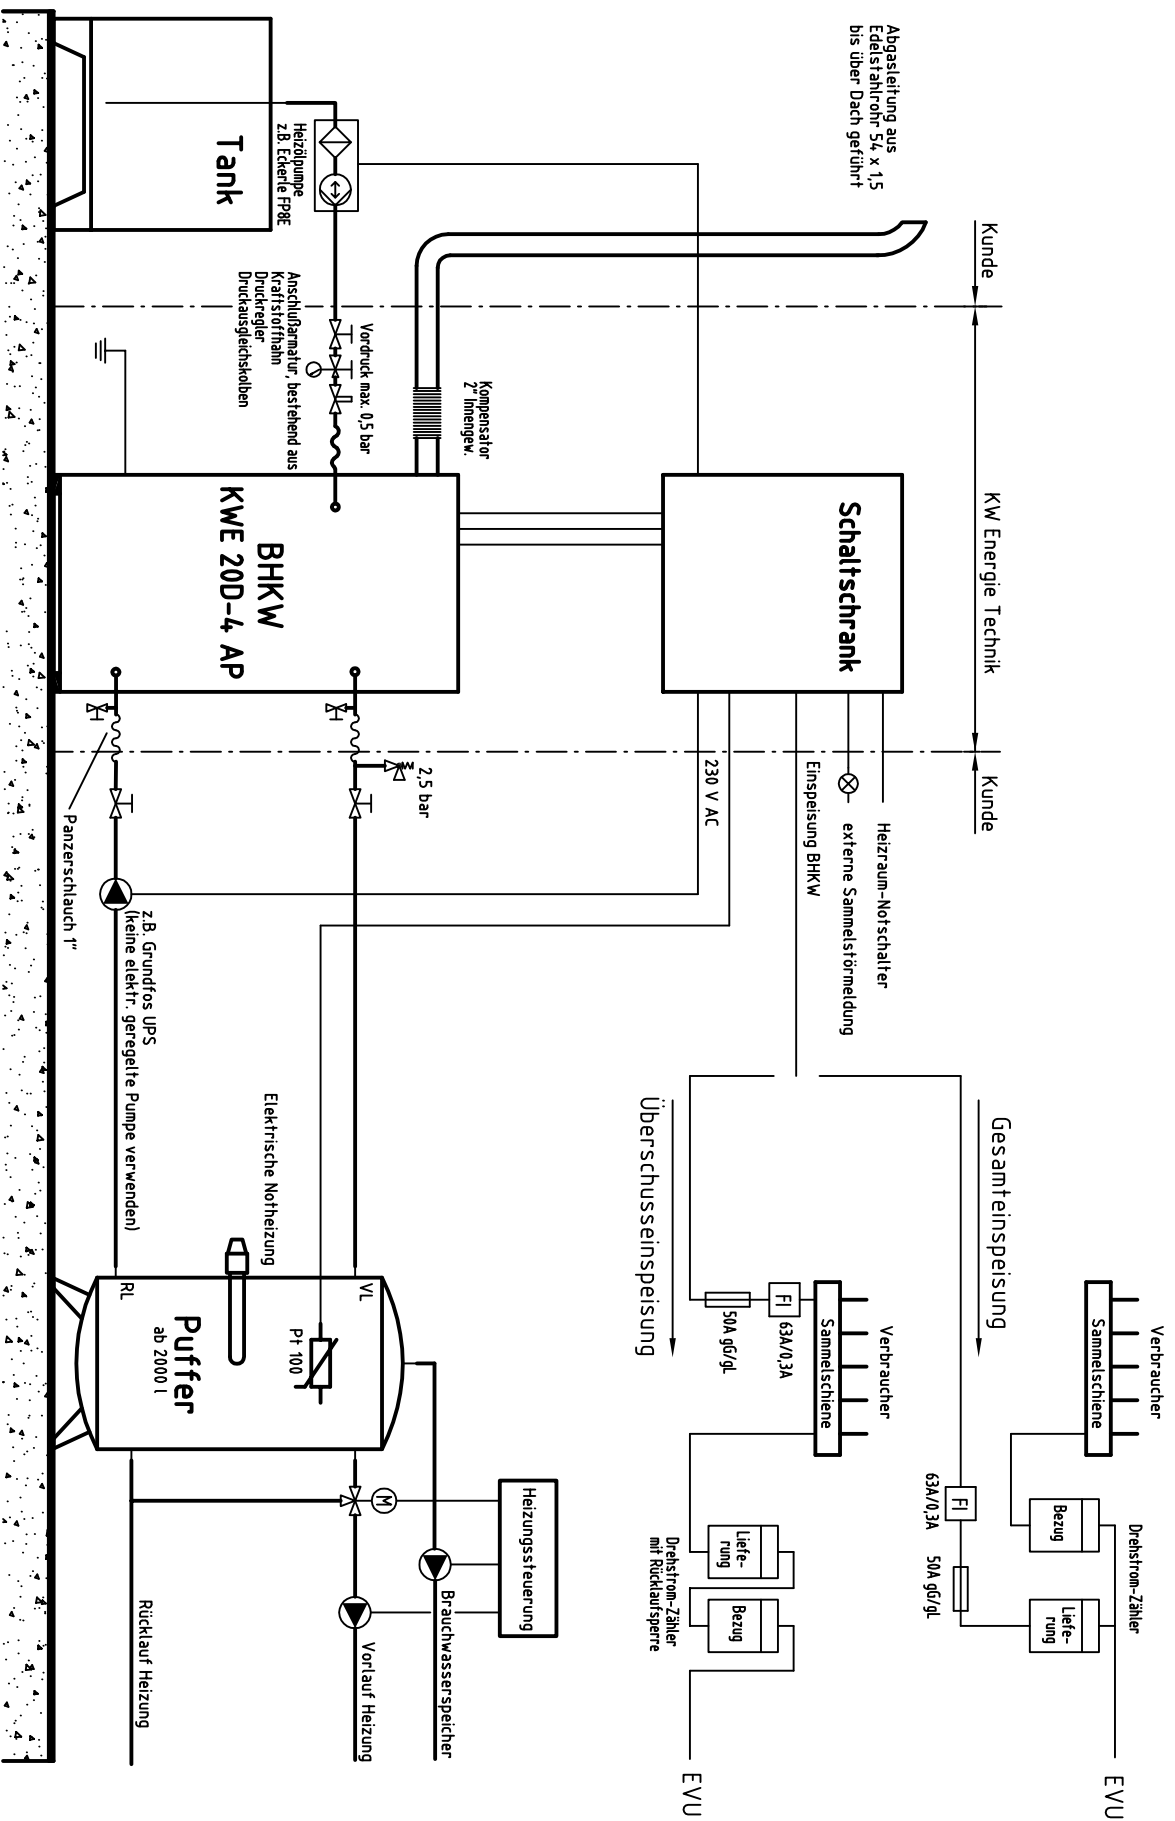 Abgasleitung aus
Edelstahlrohr 54 x 1,5
bis über Dach geführt
Kunde
KW Energie Technik
Kunde
Tank
Heizölpumpe
z.B. Eckerle FP8E
Anschlußarmatur, bestehend aus
Kraftstoffhahn
Druckregler
Druckausgleichskolben
Vordruck max. 0,5 bar
Kompensator
2" Innengew.
Schaltschrank
BHKW
KWE 20D-4 AP
Heizraum-Notschalter
externe Sammelstörmeldung
Einspeisung BHKW
230 V AC
2,5 bar
Panzerschlauch 1"
z.B. Grundfos UPS
(keine elektr. geregelte Pumpe verwenden)
Elektrische Notheizung
Gesamteinspeisung
Überschusseinspeisung
Verbraucher
Sammelschiene
Drehstrom-Zähler
Bezug
Liefe-
rung
FI
63A/0,3A
50A gG/gL
EVU
Verbraucher
Sammelschiene
FI
63A/0,3A
50A gG/gL
Liefe-
rung
Bezug
Drehstrom-Zähler
mit Rücklaufsperre
EVU
VL
RL
Pt 100
Puffer
ab 2000 l
Heizungssteuerung
M
Brauchwasserspeicher
Vorlauf Heizung
Rücklauf Heizung